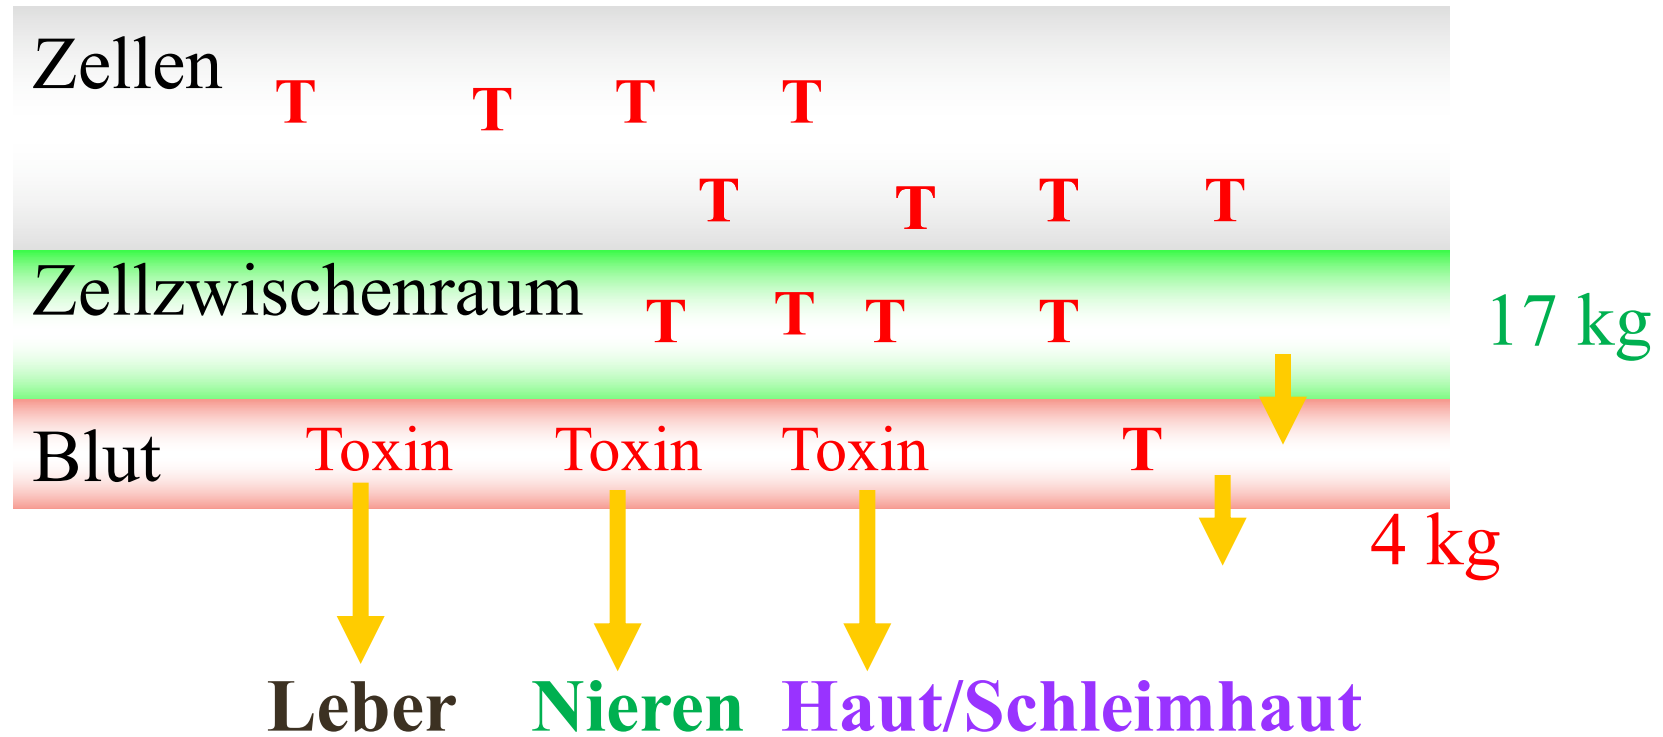 Zellen
T T T T
T T T T
Zellzwischenraum T T T T 17 kg
Blut Toxin Toxin Toxin T
4 kg
Leber Nieren Haut/Schleimhaut